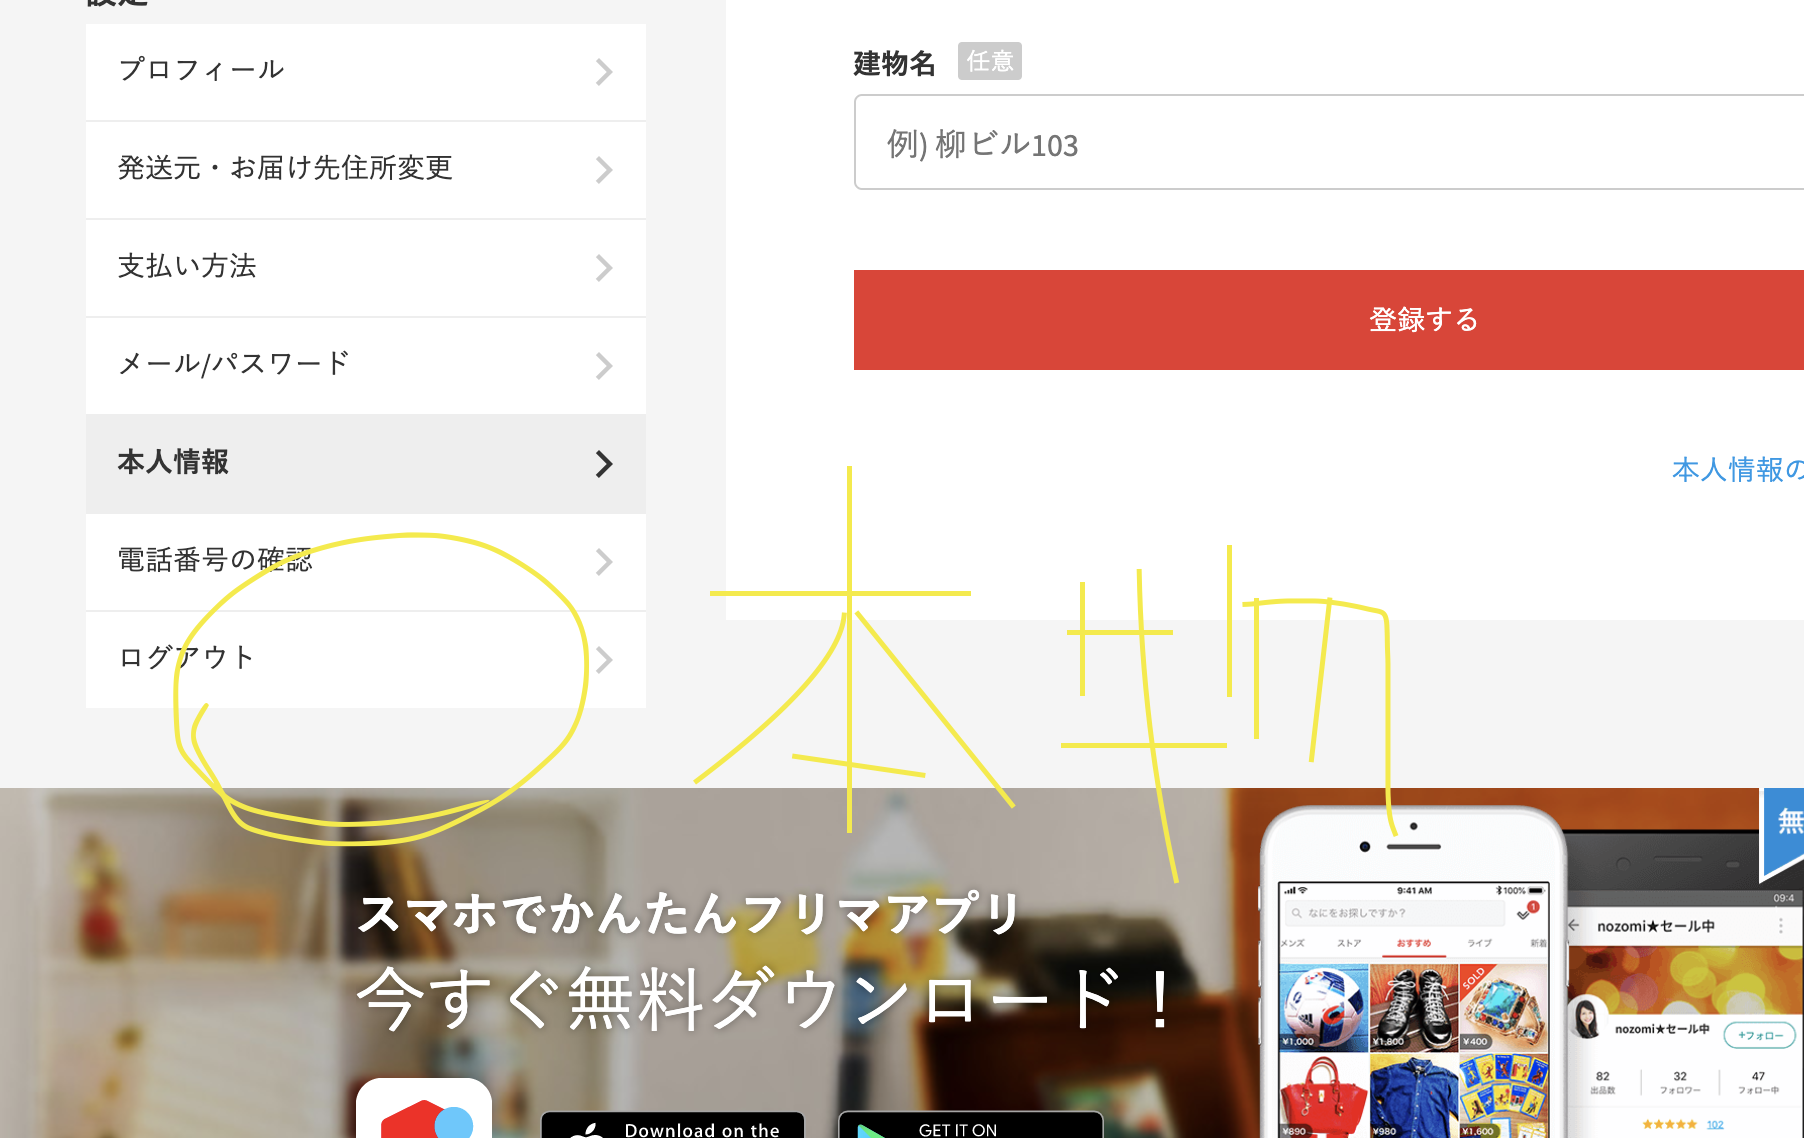 プロフィール
発送元・お届け先住所変更
支払い方法
メール/パスワード
本人情報
電話番号の確認
ログアウト
建物名 任意
例) 柳ビル103
登録する
本人情報の
本
スマホでかんたんフリマアプリ
今すぐ無料ダウンロード！
Download on the
GET IT ON
無
9:41 AM
100%
なにをお探しですか？
メンズ ストア おすすめ ライブ 新着
SOLD
¥1,000 ¥1,800 ¥400
¥890 ¥980 ¥1,600
09:4
nozomi★セール中
nozomi★セール中
+フォロー
82 32 47
出品数 フォロワー フォロー中
★★★★★ 102